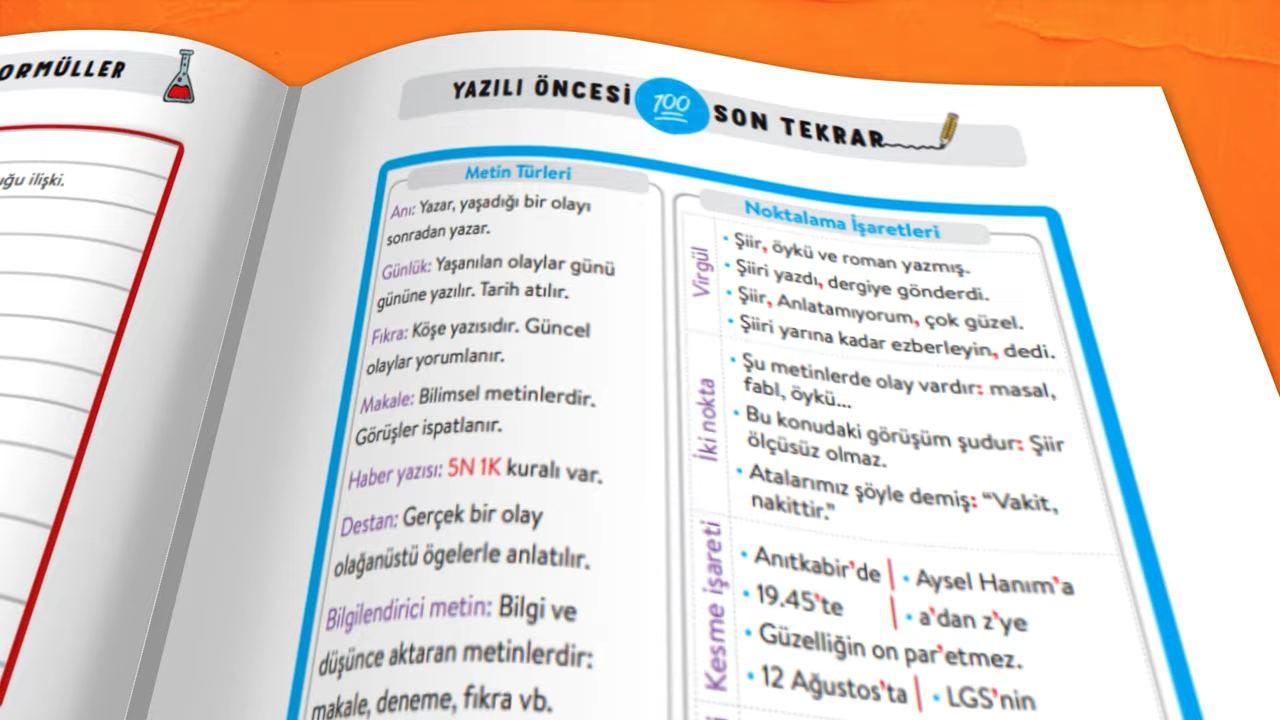 ORMÜLLER
uğu ilişki.
YAZILI ÖNCESİ 100 SON TEKRAR
Metin Türleri
Anı: Yazar, yaşadığı bir olayı
sonradan yazar.
Günlük: Yaşanılan olaylar günü
gününe yazılır. Tarih atılır.
Fıkra: Köşe yazısıdır. Güncel
olaylar yorumlanır.
Makale: Bilimsel metinlerdir.
Görüşler ispatlanır.
Haber yazısı: 5N 1K kuralı var.
Destan: Gerçek bir olay
olağanüstü ögelerle anlatılır.
Bilgilendirici metin: Bilgi ve
düşünce aktaran metinlerdir:
makale, deneme, fıkra vb.
Noktalama İşaretleri
Virgül
• Şiir, öykü ve roman yazmış.
• Şiiri yazdı, dergiye gönderdi.
• Şiir, Anlatamıyorum, çok güzel.
• Şiiri yarına kadar ezberleyin, dedi.
İki nokta
• Şu metinlerde olay vardır: masal,
fabl, öykü...
• Bu konudaki görüşüm şudur: Şiir
ölçüsüz olmaz.
• Atalarımız şöyle demiş: “Vakit,
nakittir.”
Kesme işareti
• Anıtkabir’de | • Aysel Hanım’a
• 19.45’te | • a’dan z’ye
• Güzelliğin on par’etmez.
• 12 Ağustos’ta | • LGS’nin